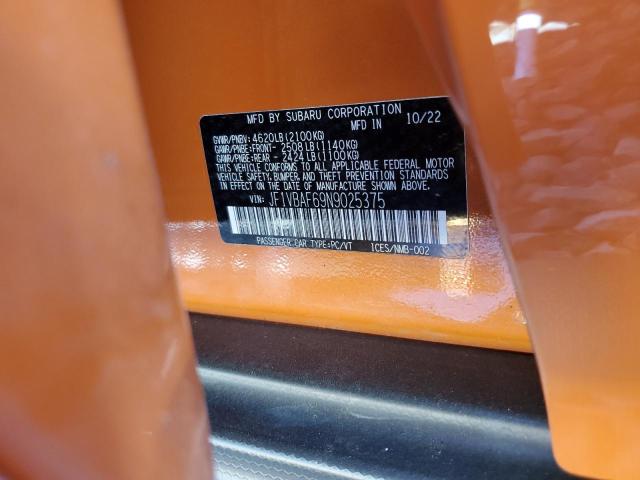 MFD BY SUBARU CORPORATION
MFD IN 10/22
GVWR/PNBV: 4620LB(2100KG)
GAWR/PNBE:FRONT- 2508LB(1140KG)
GAWR/PNBE:REAR - 2424LB(1100KG)
THIS VEHICLE CONFORMS TO ALL APPLICABLE FEDERAL MOTOR
VEHICLE SAFETY, BUMPER, AND THEFT PREVENTION STANDARDS
IN EFFECT ON THE DATE OF MANUFACTURE SHOWN ABOVE.
VIN: JF1VBAF69N9025375
PASSENGER CAR TYPE:PC/VT ICES/NMB-002